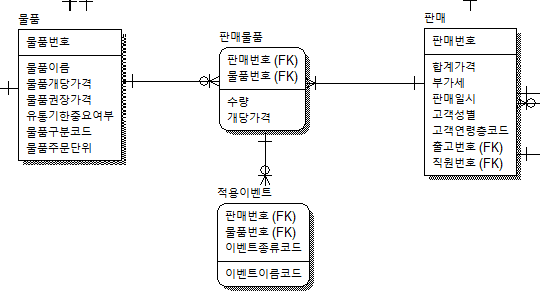 물품
물품번호
물품이름
물품개당가격
물품권장가격
유통기한중요여부
물품구분코드
물품주문단위
판매물품
판매번호 (FK)
물품번호 (FK)
수량
개당가격
적용이벤트
판매번호 (FK)
물품번호 (FK)
이벤트종류코드
이벤트이름코드
판매
판매번호
합계가격
부가세
판매일시
고객성별
고객연령층코드
출고번호 (FK)
직원번호 (FK)